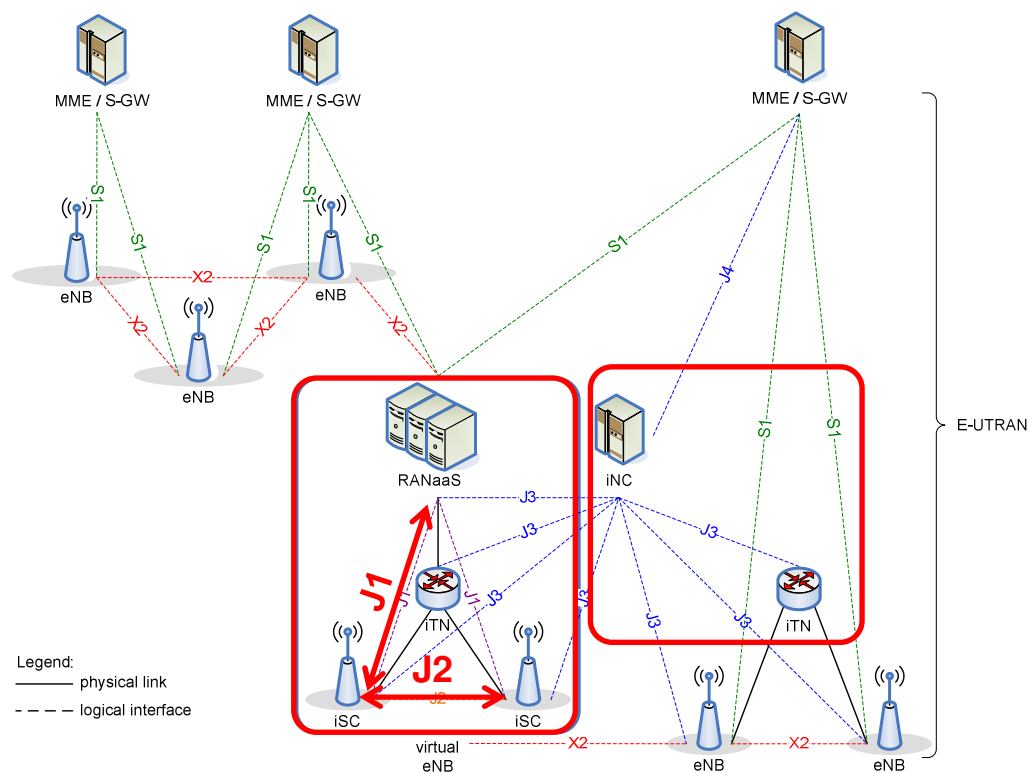 MME / S-GW
MME / S-GW
MME / S-GW
S1
S1
S1
S1
S1
S1
J4
eNB
X2
eNB
X2
X2
X2
eNB
S1
S1
E-UTRAN
RANaaS
iNC
J3
J3
J3
J1
J1
J1
J3
J3
iTN
J3
J3
iTN
J2
J2
iSC
iSC
Legend:
physical link
logical interface
virtual
eNB
X2
X2
eNB
eNB